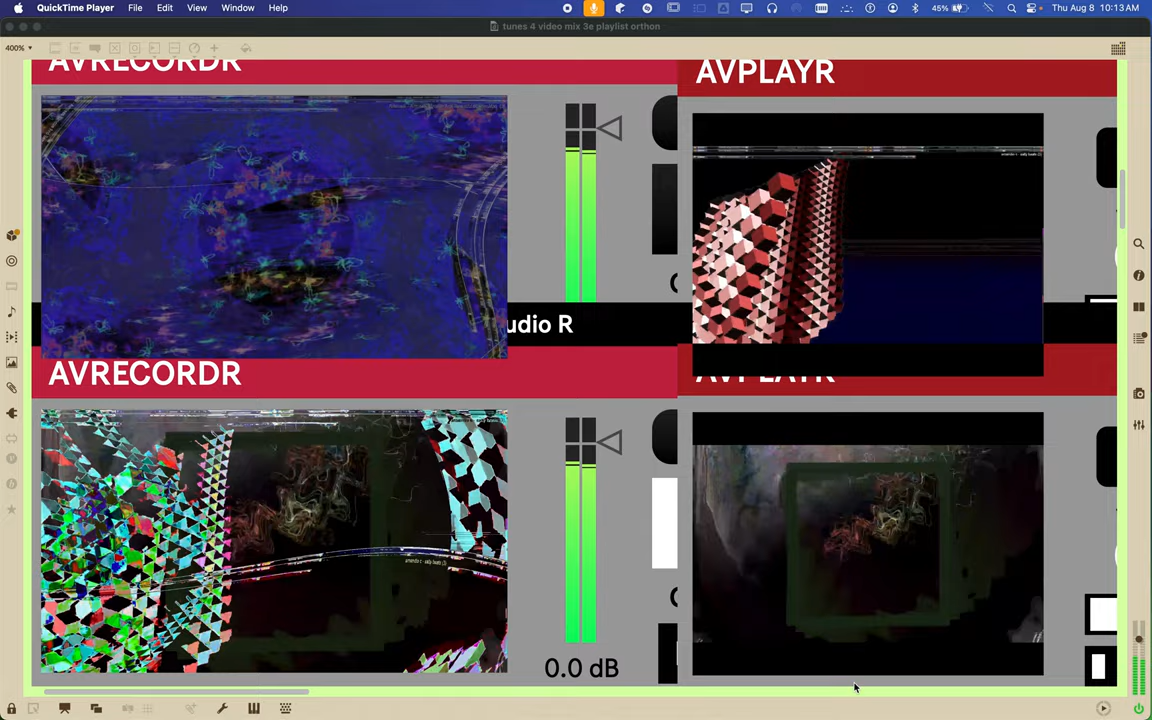 QuickTime Player File Edit View Window Help 45% Thu Aug 8 10:13 AM
tunes 4 video mix 3e playlist orthon
400%
AVRECORDR
AVPLAYR
udio R
AVRECORDR
AVPLAYR
0.0 dB